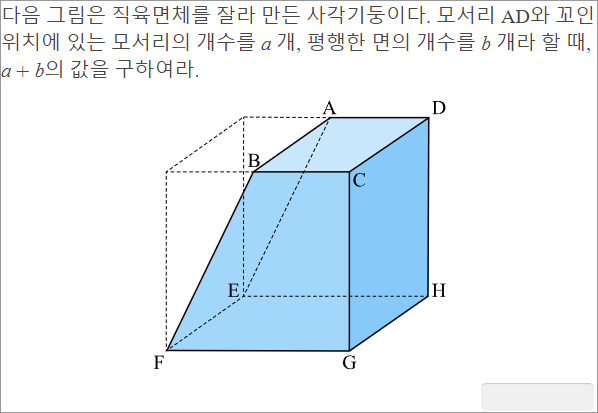 다음 그림은 직육면체를 잘라 만든 사각기둥이다. 모서리 AD와 꼬인
위치에 있는 모서리의 개수를 a 개, 평행한 면의 개수를 b 개라 할 때,
a + b의 값을 구하여라.
A D
B
C
E H
F G